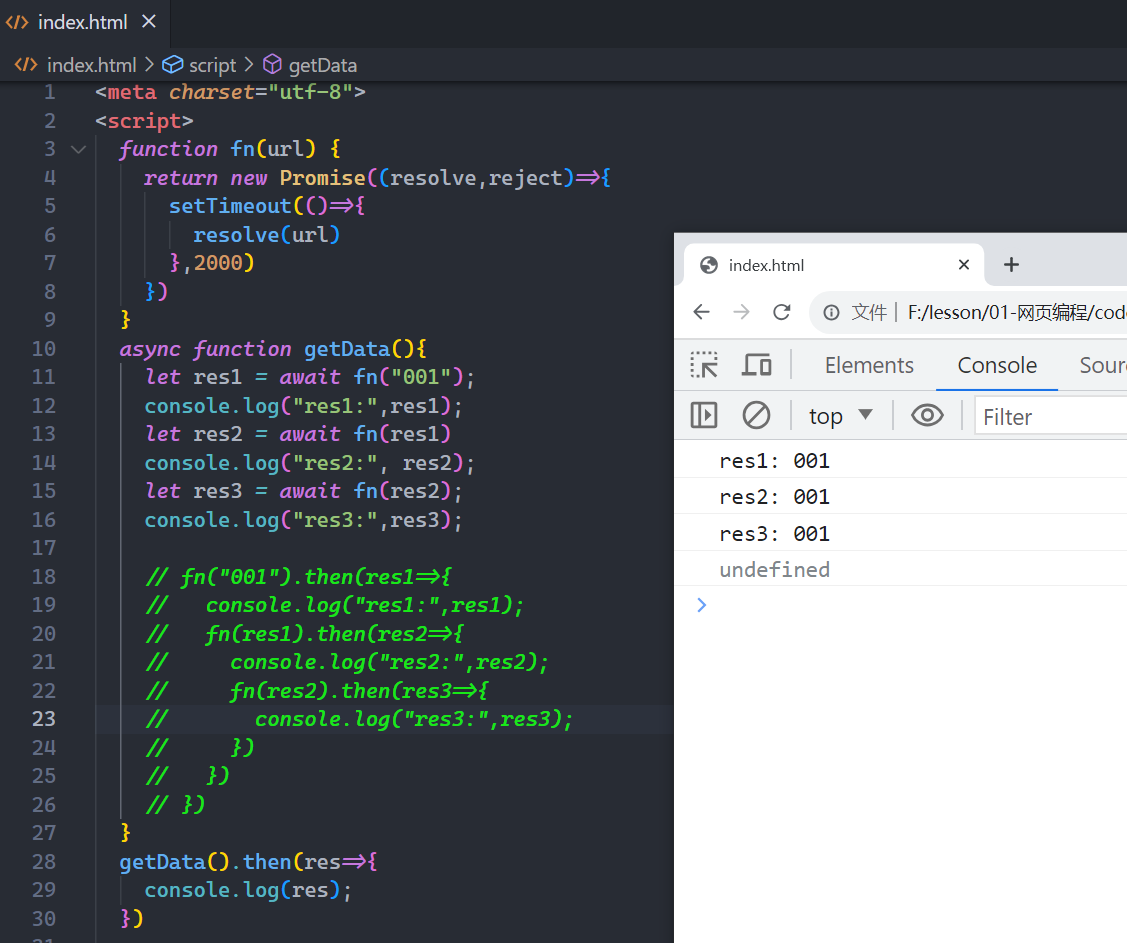 index.html
index.html > script > getData
1 <meta charset="utf-8">
2 <script>
3 function fn(url) {
4 return new Promise((resolve,reject)=>{
5 setTimeout(()=>{
6 resolve(url)
7 },2000)
8 })
9 }
10 async function getData(){
11 let res1 = await fn("001");
12 console.log("res1:",res1);
13 let res2 = await fn(res1)
14 console.log("res2:", res2);
15 let res3 = await fn(res2);
16 console.log("res3:",res3);
17
18 // fn("001").then(res1=>{
19 // console.log("res1:",res1);
20 // fn(res1).then(res2=>{
21 // console.log("res2:",res2);
22 // fn(res2).then(res3=>{
23 // console.log("res3:",res3);
24 // })
25 // })
26 // })
27 }
28 getData().then(res=>{
29 console.log(res);
30 })
index.html
文件 | F:/lesson/01-网页编程/cod
Elements Console Sour
top Filter
res1: 001
res2: 001
res3: 001
undefined